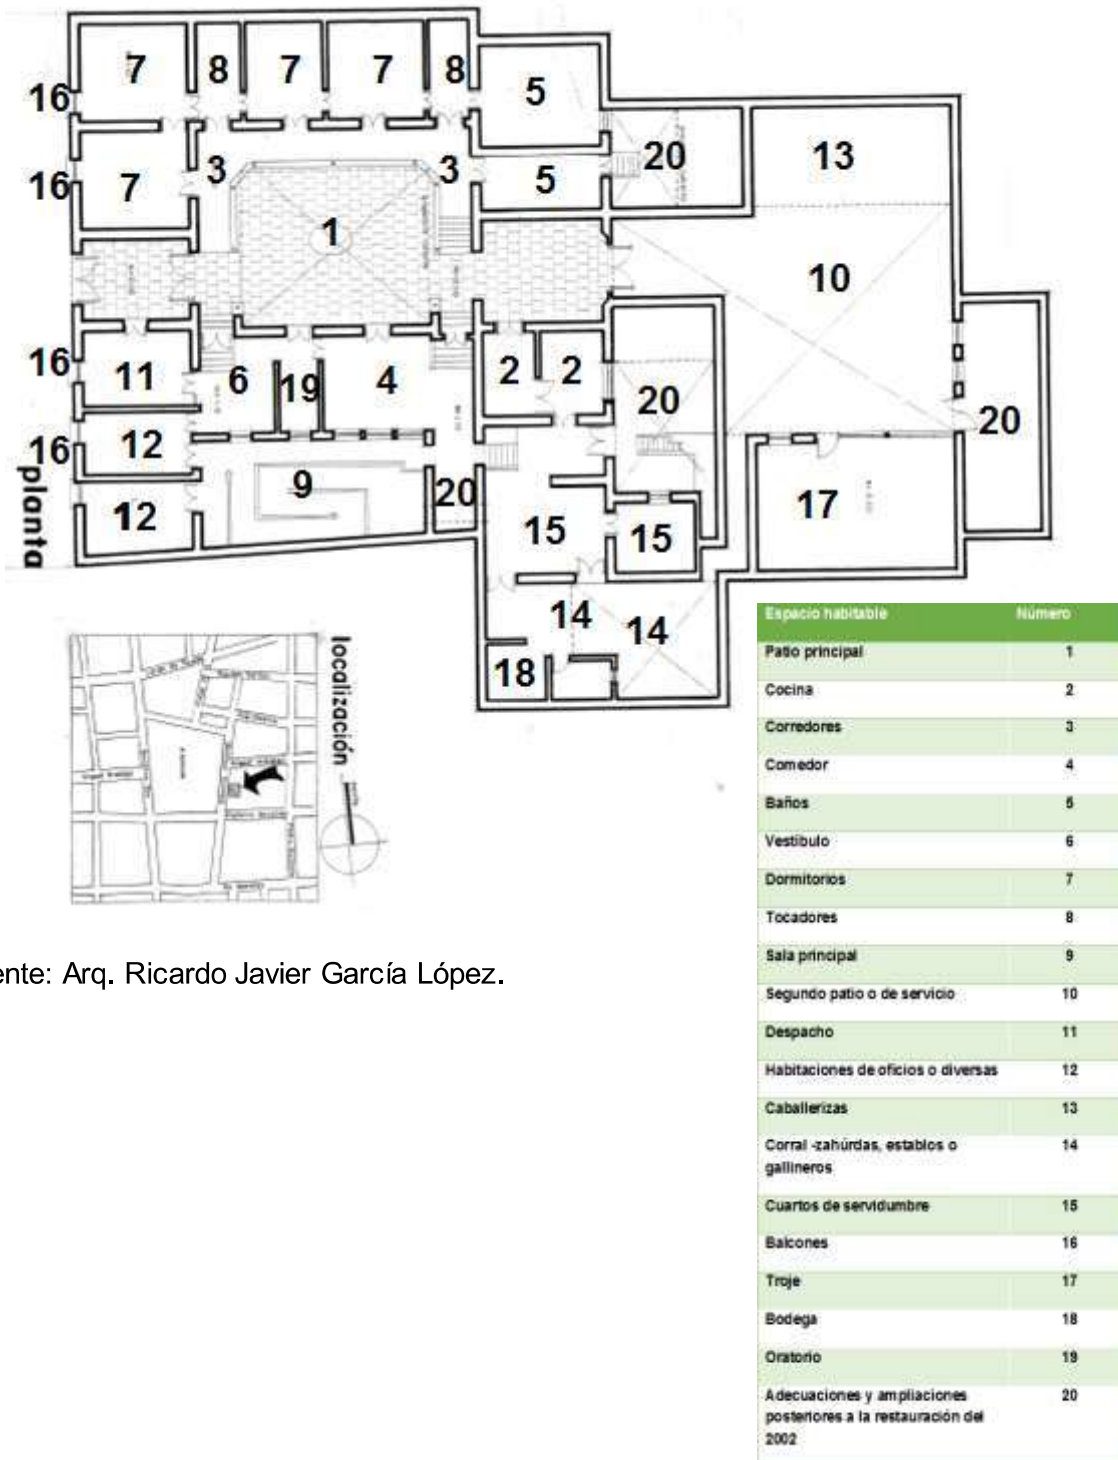 7 8 7 7 8 5
16
20 13
3 3
16 7 5
1
10
16 11 6 19 4 2 2 20 20
16 12
9 20 17
12 15 15
14 14
18
planta
localización
Espacio habitable Número
Patio principal 1
Cocina 2
Corredores 3
Comedor 4
Baños 5
Vestíbulo 6
Dormitorios 7
Tocadores 8
Sala principal 9
Segundo patio o de servicio 10
Despacho 11
Habitaciones de oficios o diversas 12
Caballerizas 13
Corral -zahúrdas, establos o 14
gallineros
Cuartos de servidumbre 15
Balcones 16
Troje 17
Bodega 18
Oratorio 19
Adecuaciones y ampliaciones 20
posteriores a la restauración del
2002
ente: Arq. Ricardo Javier García López.